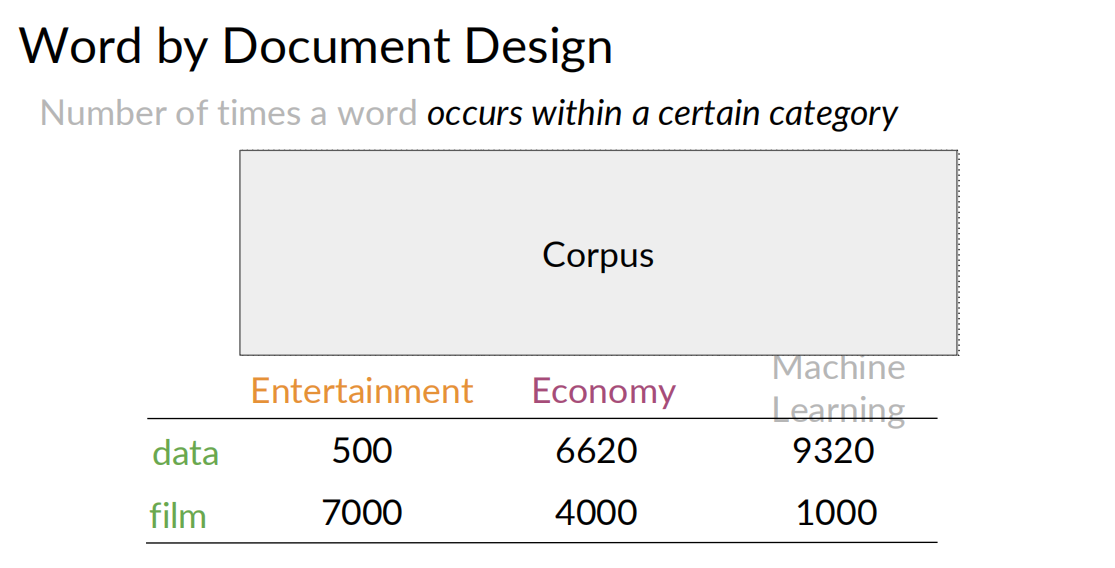 Word by Document Design
Number of times a word occurs within a certain category
Corpus
Entertainment Economy Machine Learning
data 500 6620 9320
film 7000 4000 1000